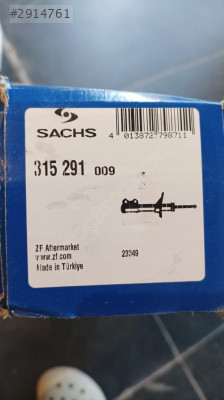 #2914761
SACHS
4 013872 798711
315 291 009
ZF Aftermarket
www.zf.com
Made in Türkiye
23349